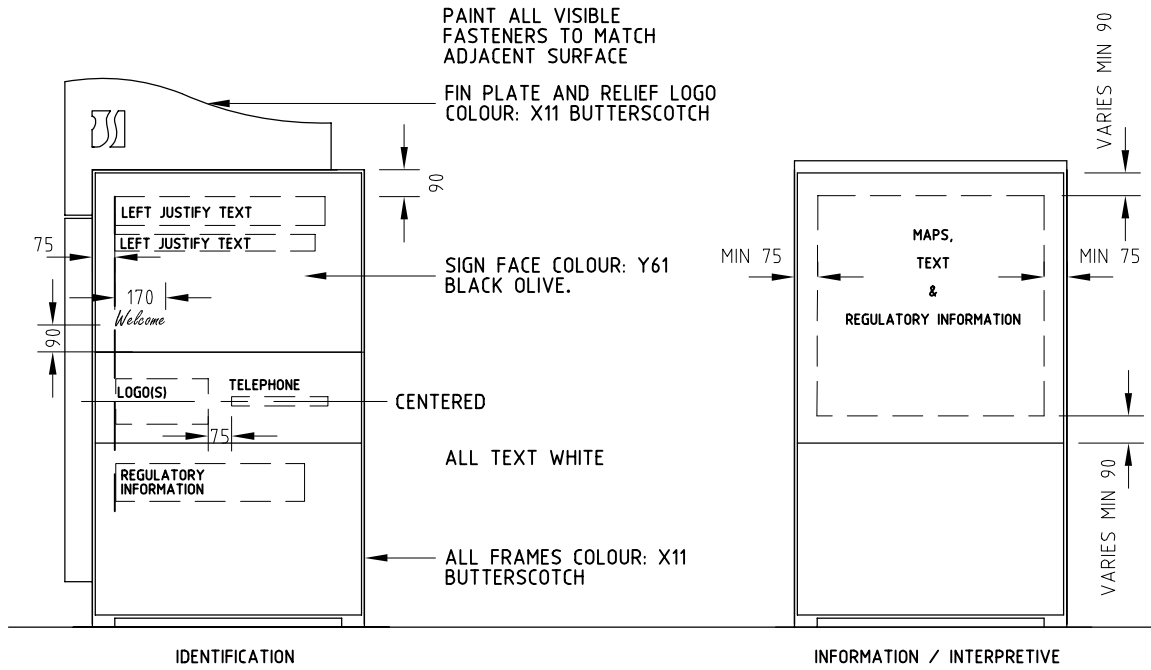 PAINT ALL VISIBLE
FASTENERS TO MATCH
ADJACENT SURFACE
FIN PLATE AND RELIEF LOGO
COLOUR: X11 BUTTERSCOTCH
90
LEFT JUSTIFY TEXT
LEFT JUSTIFY TEXT
75
SIGN FACE COLOUR: Y61
BLACK OLIVE.
170
Welcome
90
LOGO(S)
TELEPHONE
CENTERED
75
ALL TEXT WHITE
REGULATORY
INFORMATION
ALL FRAMES COLOUR: X11
BUTTERSCOTCH
IDENTIFICATION
VARIES MIN 90
MIN 75
MAPS,
TEXT
&
REGULATORY INFORMATION
MIN 75
VARIES MIN 90
INFORMATION / INTERPRETIVE